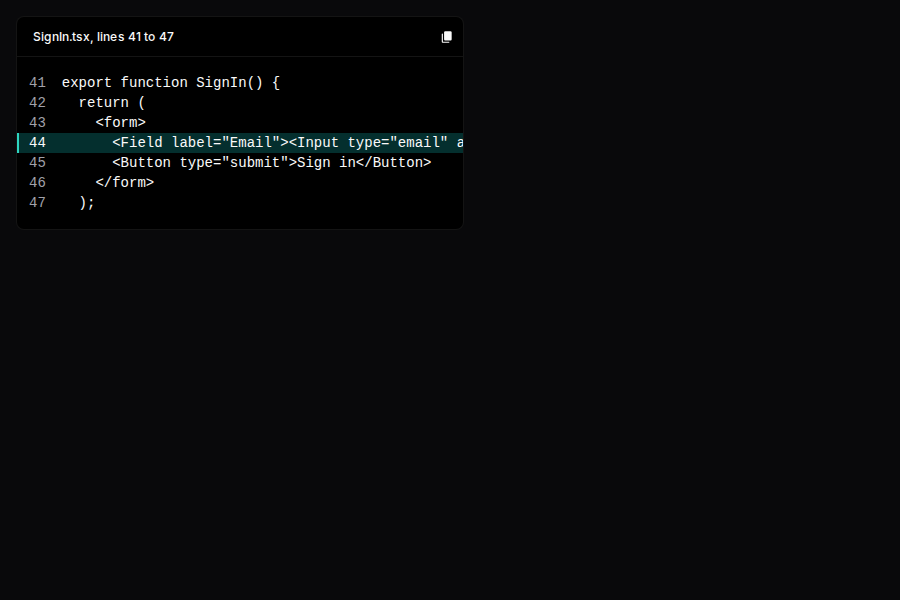 SignIn.tsx, lines 41 to 47
41 export function SignIn() {
42   return (
43     <form>
44       <Field label="Email"><Input type="email" a
45       <Button type="submit">Sign in</Button>
46     </form>
47   );